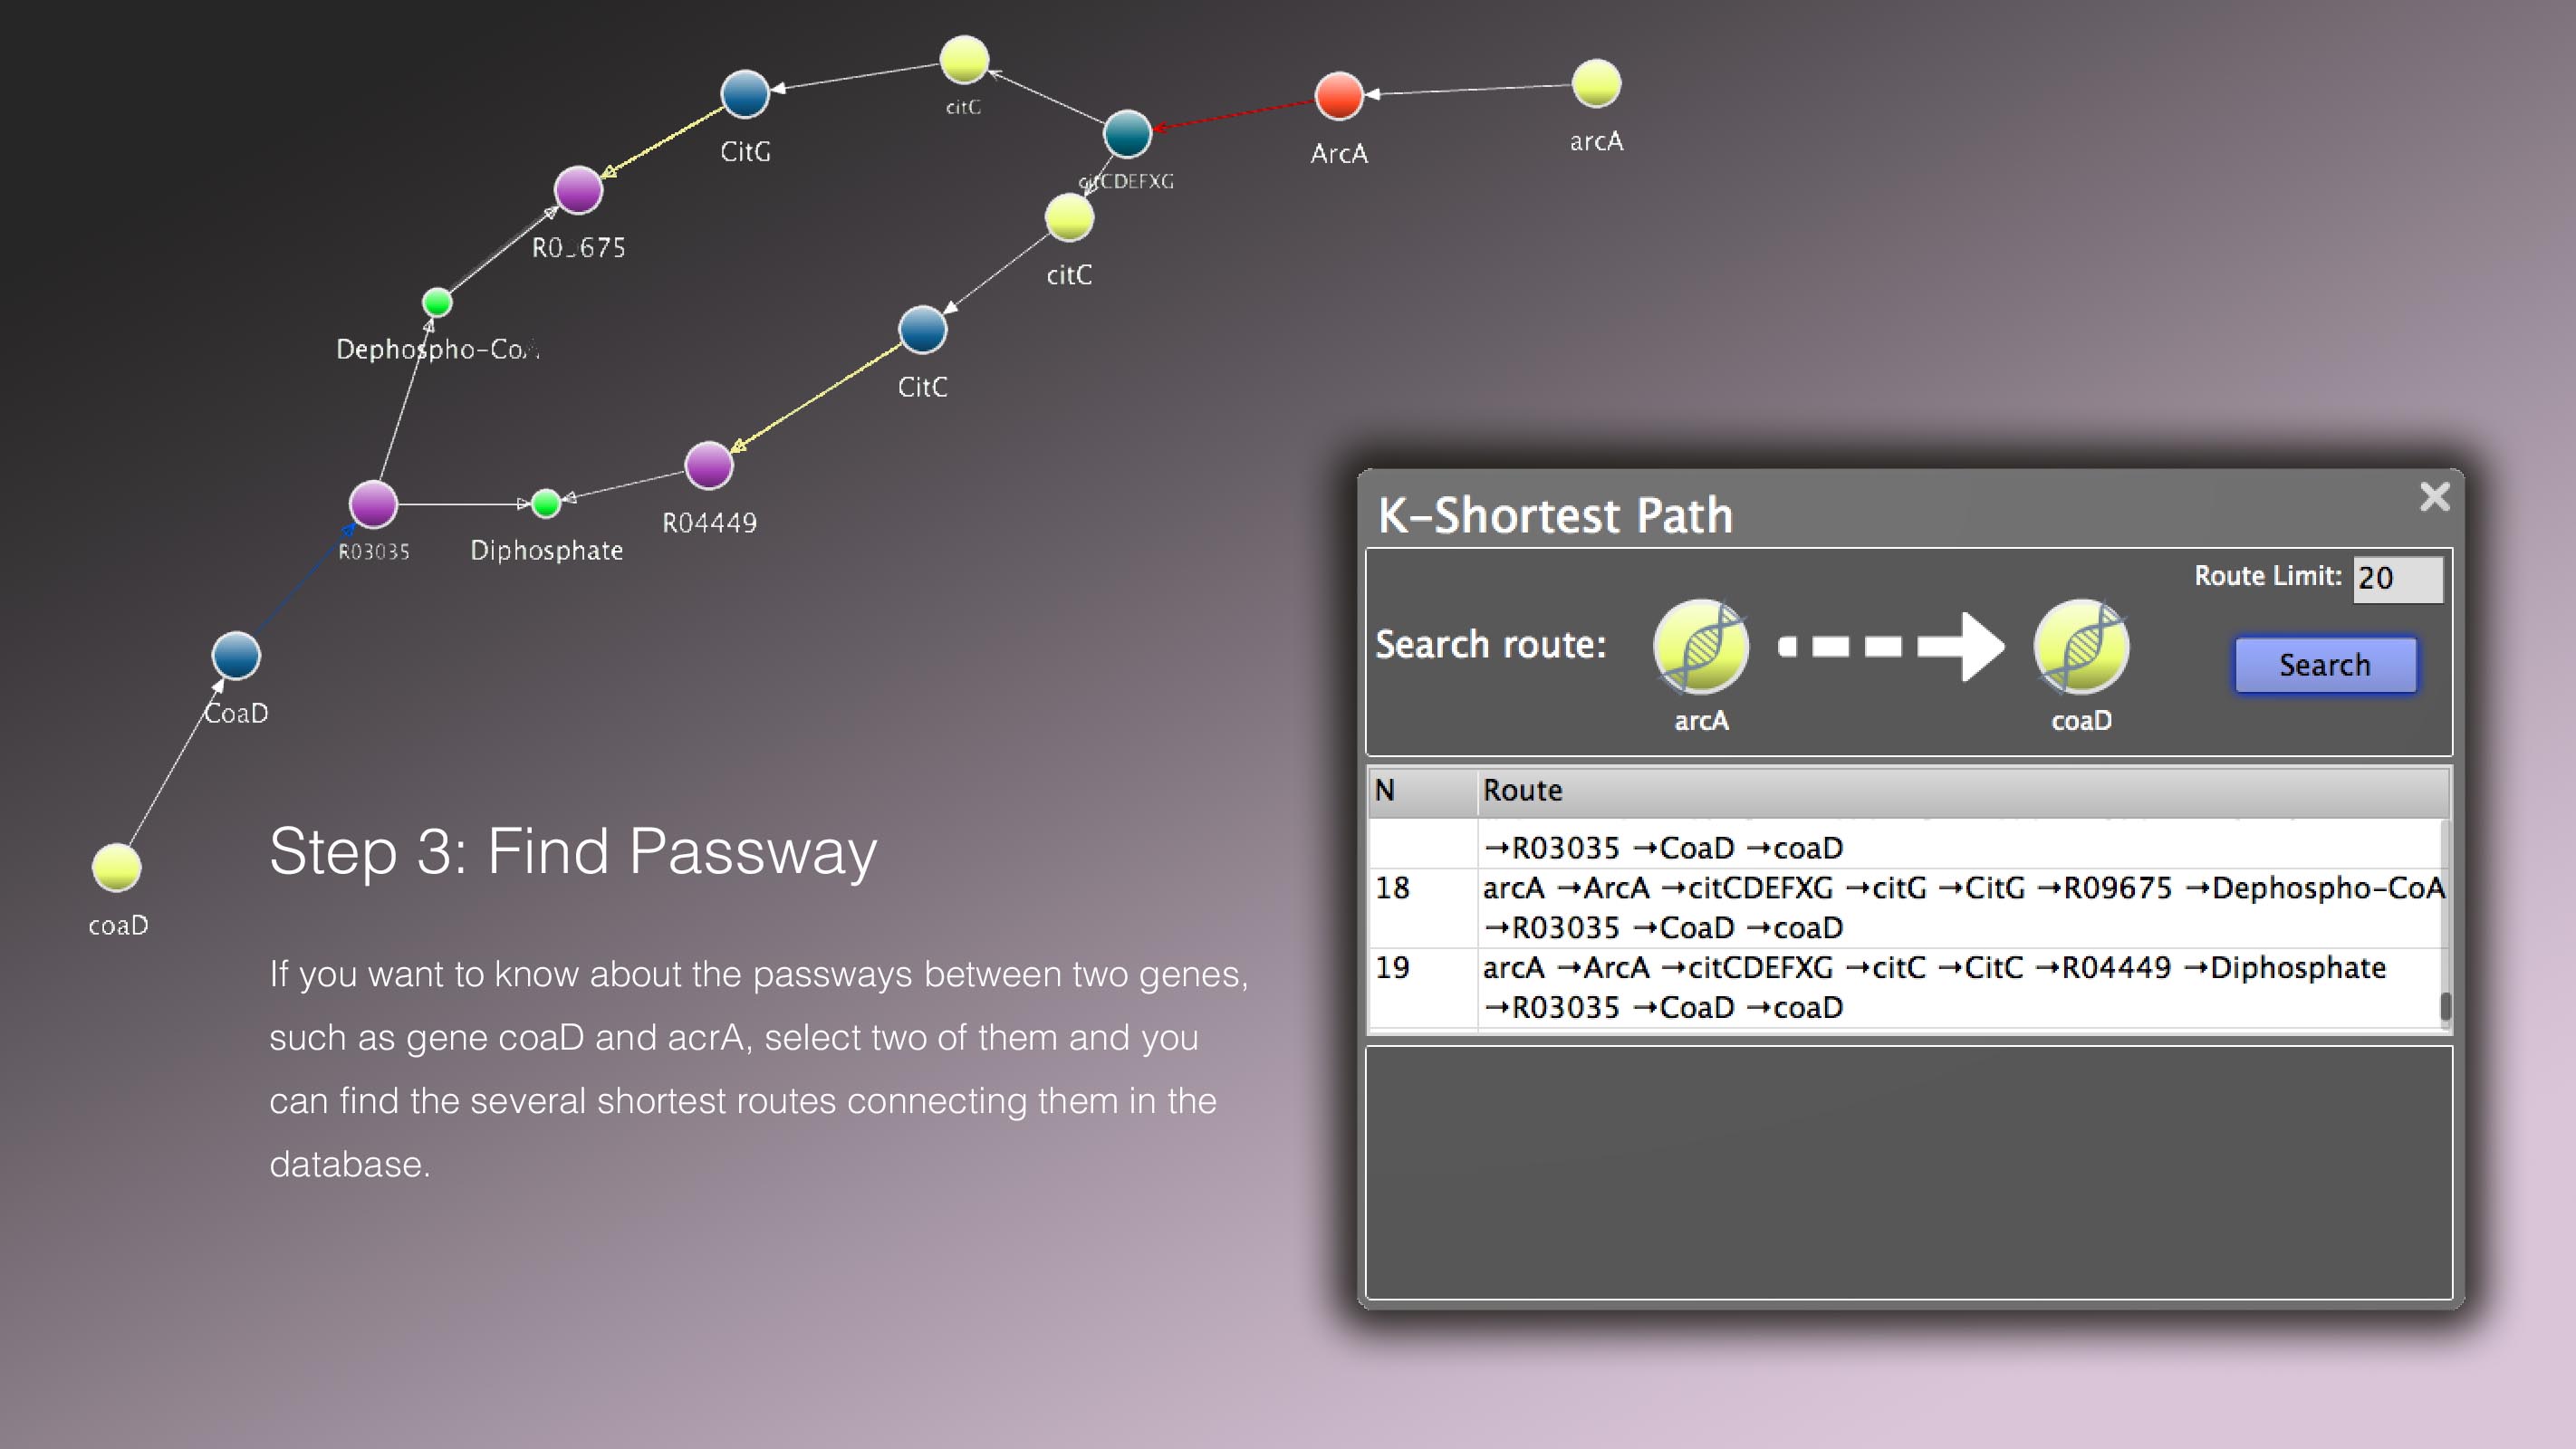 citG
CitG
ArcA
arcA
citCDEFXG
citC
CitC
Dephospho-CoA
R04449
R03035
Diphosphate
CoaD
coaD
Step 3: Find Passway
If you want to know about the passways between two genes,
such as gene coaD and acrA, select two of them and you
can find the several shortest routes connecting them in the
database.
K-Shortest Path
Route Limit: 20
Search route:
Search
arcA
coaD
N Route
→R03035 →CoaD →coaD
18 arcA →ArcA →citCDEFXG →citG →CitG →R09675 →Dephospho-CoA
→R03035 →CoaD →coaD
19 arcA →ArcA →citCDEFXG →citC →CitC →R04449 →Diphosphate
→R03035 →CoaD →coaD